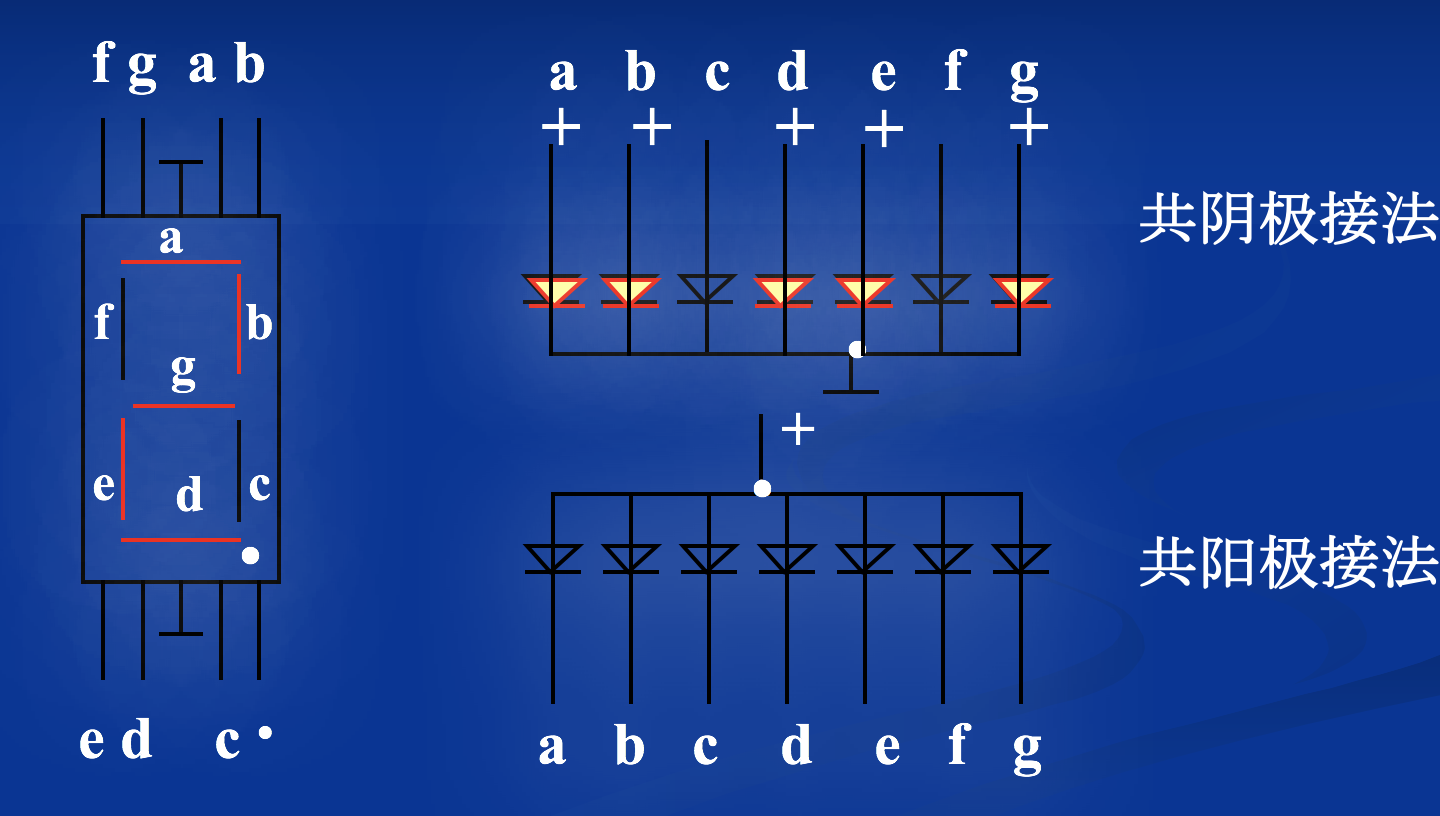 f g a b
a
f b
g
e d c
e d c •
a b c d e f g
+ + + + +
共阴极接法
+
共阳极接法
a b c d e f g